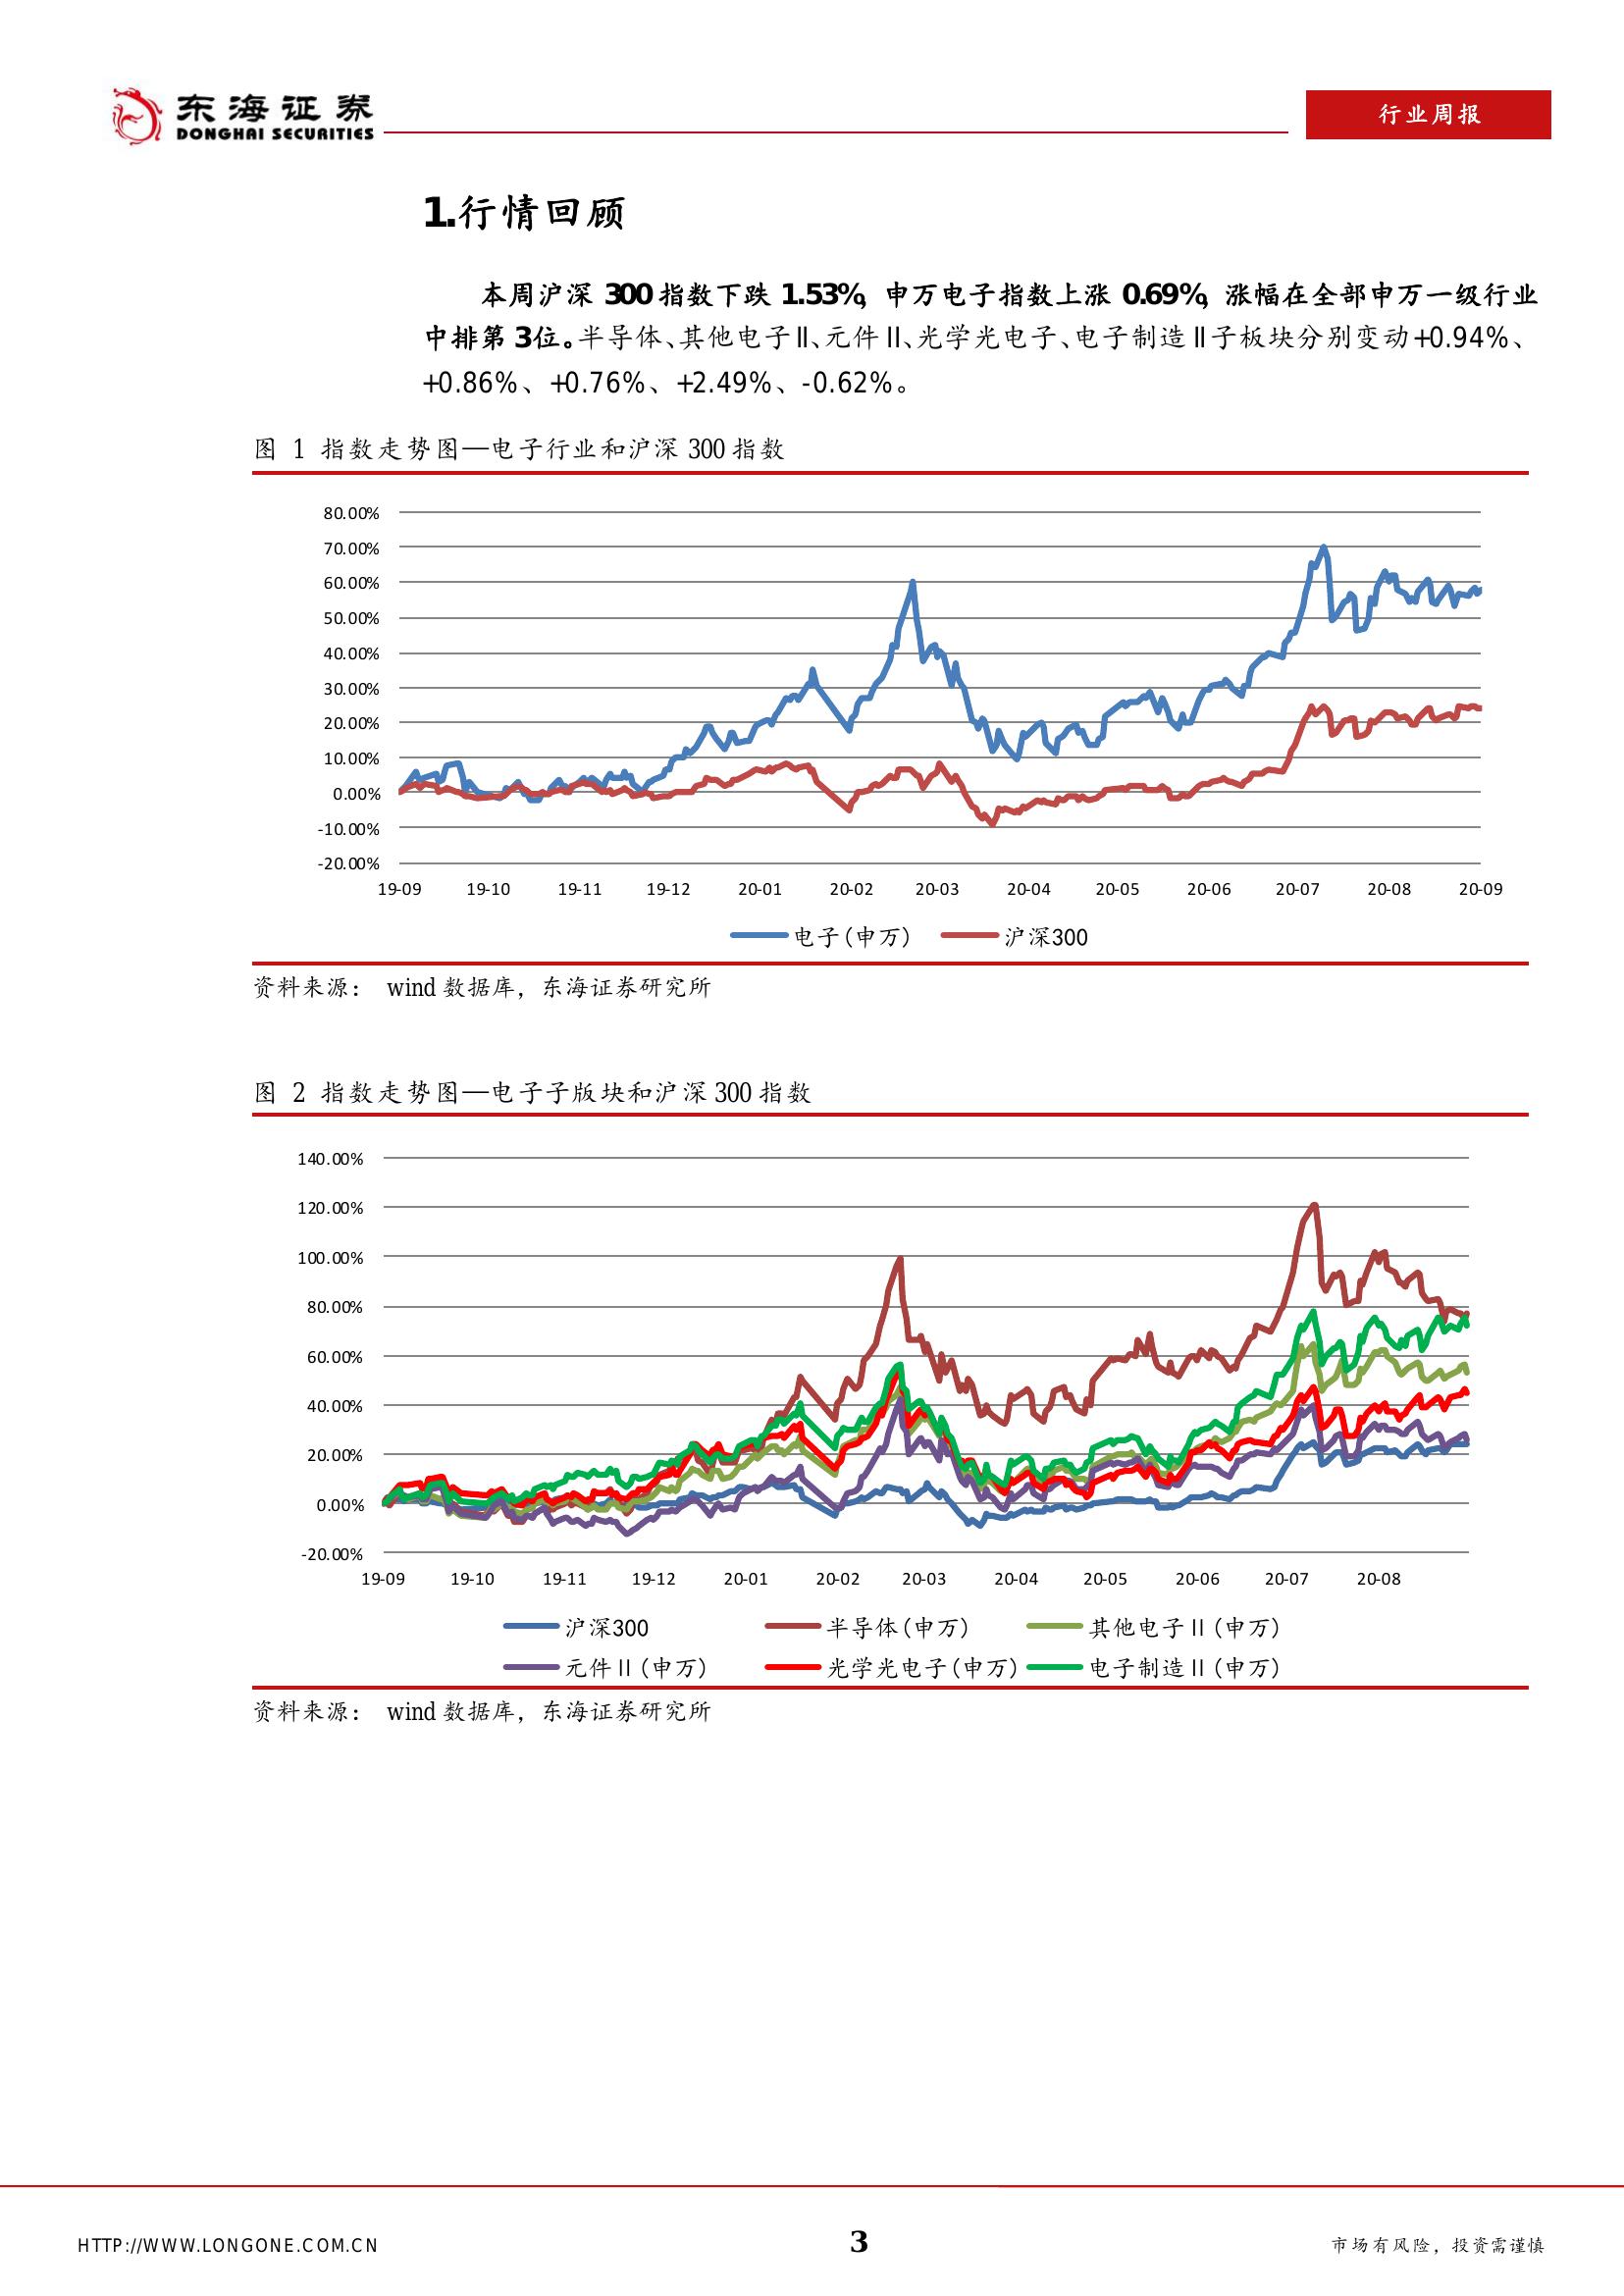 东海证券
DONGHAI SECURITIES
行业周报
1.行情回顾
本周沪深 300 指数下跌 1.53%，申万电子指数上涨 0.69%，涨幅在全部申万一级行业
中排第 3位。半导体、其他电子Ⅱ、元件Ⅱ、光学光电子、电子制造Ⅱ子板块分别变动+0.94%、
+0.86%、+0.76%、+2.49%、-0.62%。
图 1 指数走势图—电子行业和沪深 300 指数
80.00%
70.00%
60.00%
50.00%
40.00%
30.00%
20.00%
10.00%
0.00%
-10.00%
-20.00%
19-09 19-10 19-11 19-12 20-01 20-02 20-03 20-04 20-05 20-06 20-07 20-08 20-09
电子(申万) 沪深300
资料来源： wind 数据库，东海证券研究所
图 2 指数走势图—电子子版块和沪深 300 指数
140.00%
120.00%
100.00%
80.00%
60.00%
40.00%
20.00%
0.00%
-20.00%
19-09 19-10 19-11 19-12 20-01 20-02 20-03 20-04 20-05 20-06 20-07 20-08
沪深300 半导体(申万) 其他电子Ⅱ(申万)
元件Ⅱ(申万) 光学光电子(申万) 电子制造Ⅱ(申万)
资料来源： wind 数据库，东海证券研究所
HTTP://WWW.LONGONE.COM.CN
3
市场有风险，投资需谨慎